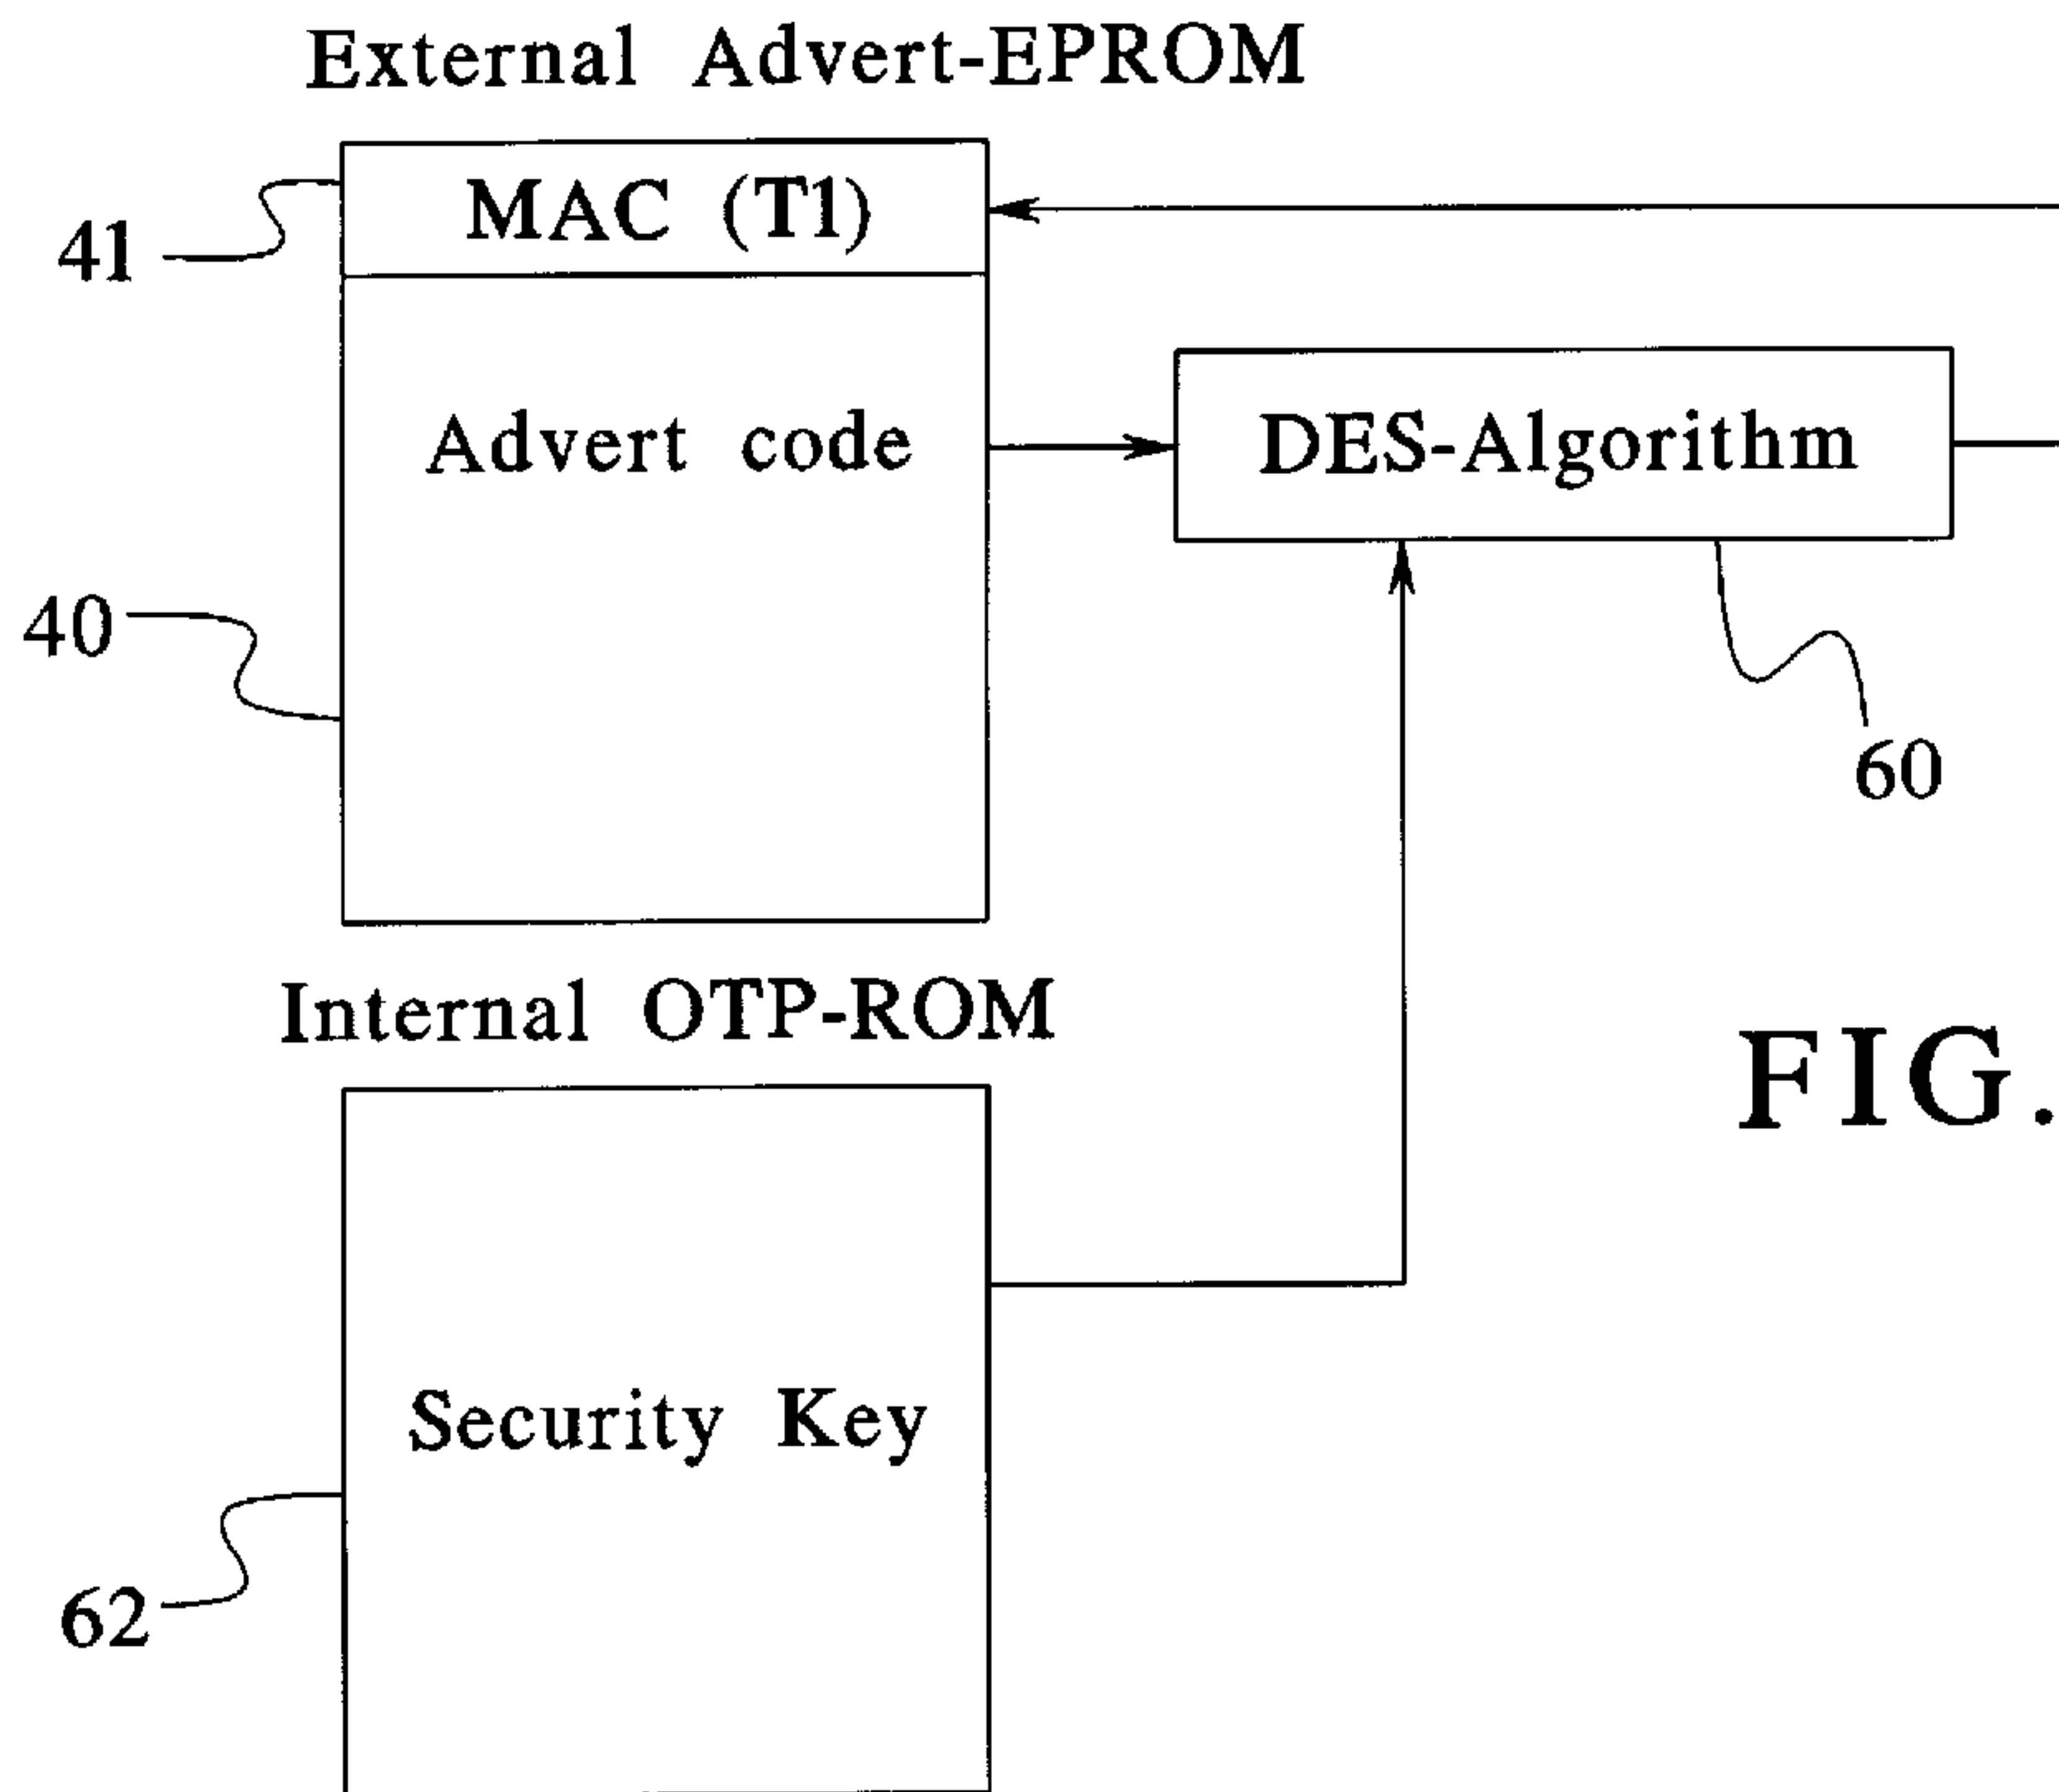 External Advert-EPROM
MAC (T1)
41
Advert code
DES-Algorithm
40
60
Internal OTP-ROM
FIG.
Security Key
62